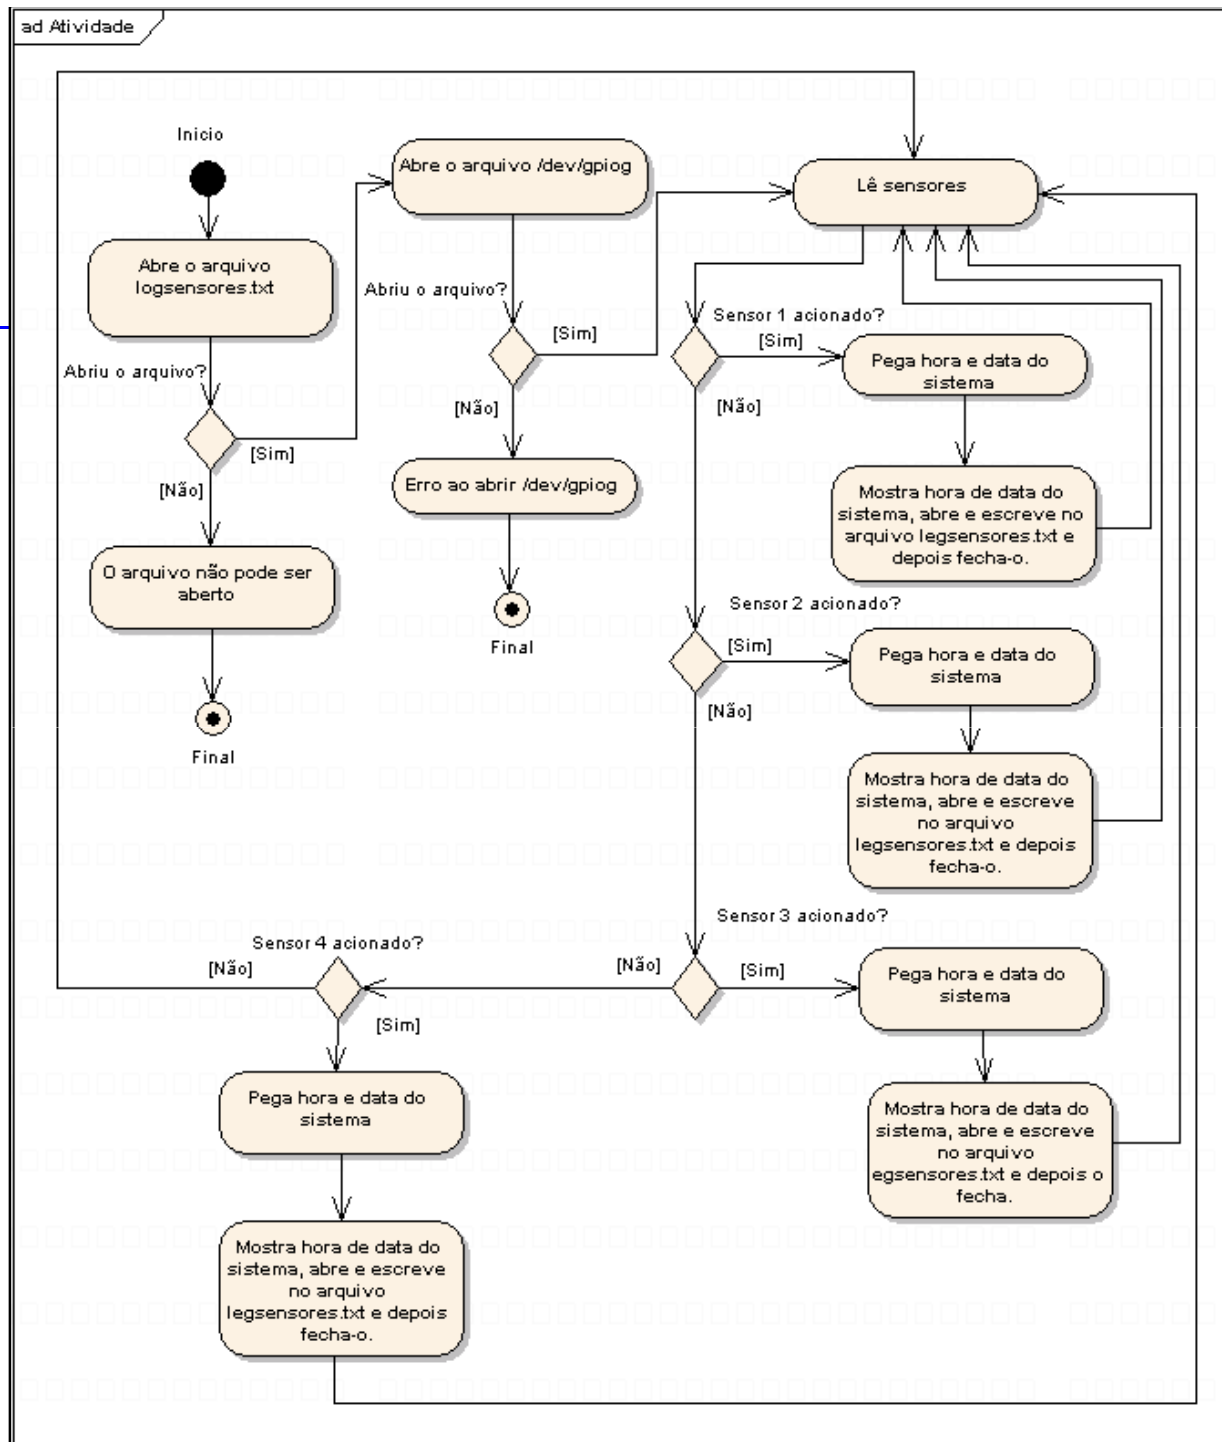 ad Atividade
Inicio
Abre o arquivo
logsensores.txt
Abriu o arquivo?
[Sim]
[Não]
O arquivo não pode ser
aberto
Final
Abre o arquivo /dev/gpiog
Abriu o arquivo?
[Sim]
[Não]
Erro ao abrir /dev/gpiog
Final
Lê sensores
Sensor 1 acionado?
[Sim]
[Não]
Pega hora e data do
sistema
Mostra hora de data do
sistema, abre e escreve no
arquivo legsensores.txt e
depois fecha-o.
Sensor 2 acionado?
[Sim]
[Não]
Pega hora e data do
sistema
Mostra hora de data do
sistema, abre e escreve
no arquivo
legsensores.txt e depois
fecha-o.
Sensor 3 acionado?
[Sim]
[Não]
Pega hora e data do
sistema
Mostra hora de data do
sistema, abre e escreve
no arquivo
egsensores.txt e depois o
fecha.
Sensor 4 acionado?
[Não]
[Sim]
Pega hora e data do
sistema
Mostra hora de data do
sistema, abre e escreve
no arquivo
legsensores.txt e depois
fecha-o.